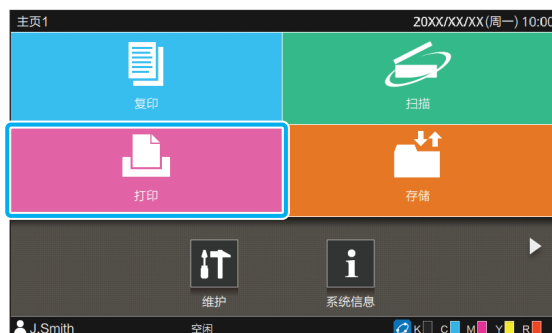 主页1 20XX/XX/XX(周一) 10:00
复印 扫描
打印 存储
维护 系统信息
J.Smith 空闲 K C M Y R